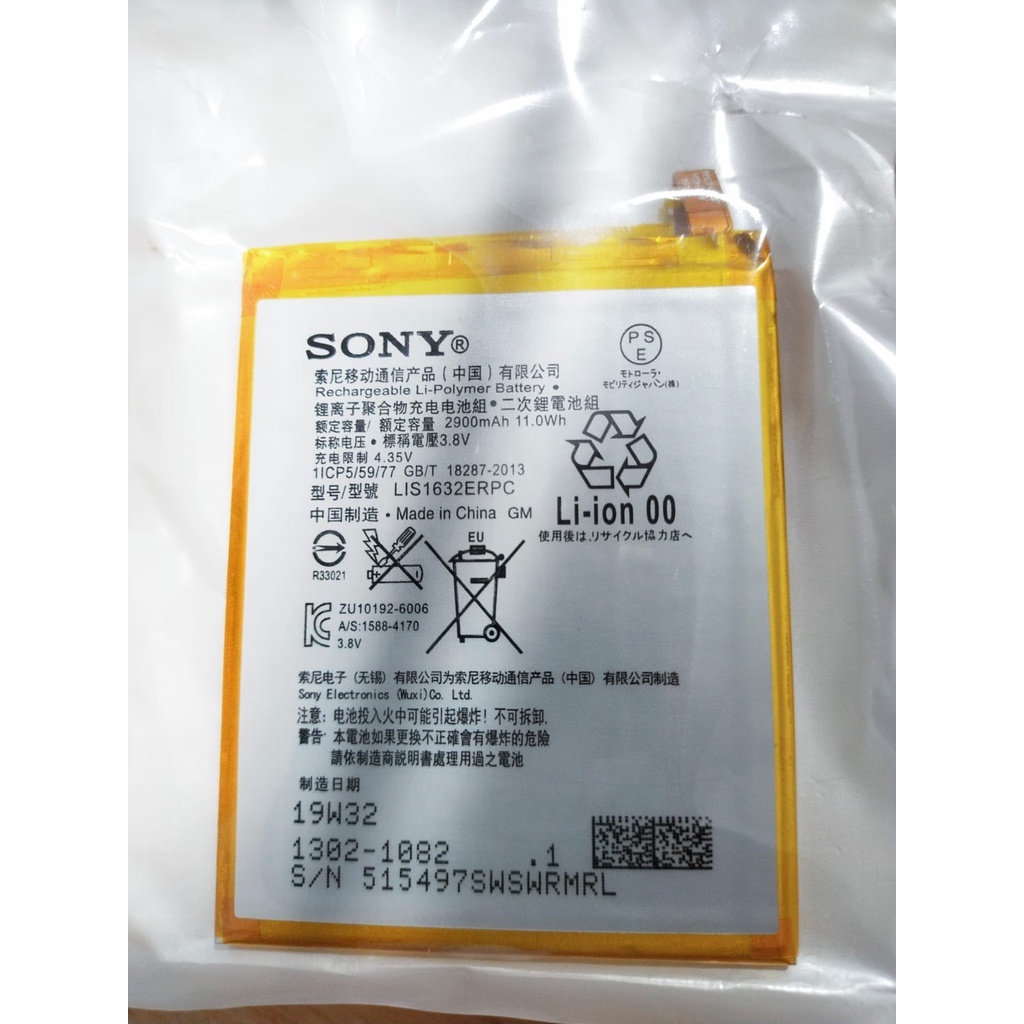 SONY®
索尼移动通信产品(中国)有限公司
Rechargeable Li-Polymer Battery •
鋰离子聚合物充电电池組•二次鋰電池組
额定容量/ 额定容量 2900mAh 11.0Wh
标称电压•標稱電壓3.8V
充电限制 4.35V
1ICP5/59/77 GB/T 18287-2013
型号/型號 LIS1632ERPC
中国制造•Made in China GM
PS
E
モトローラ・
モビリティジャパン(株)
Li-ion 00
使用後は.リサイクル協力店へ
R33021
EU
ZU10192-6006
A/S:1588-4170
3.8V
索尼电子(无锡)有限公司为索尼移动通信产品(中国)有限公司制造
Sony Electronics (Wuxi)Co. Ltd.
注意: 电池投入火中可能引起爆炸! 不可拆卸.
警告· 本電池如果更换不正確會有爆炸的危險
請依制造商説明書處理用過之電池
制造日期
19W32
1302-1082 .1
S/N 515497SWSWRMRL